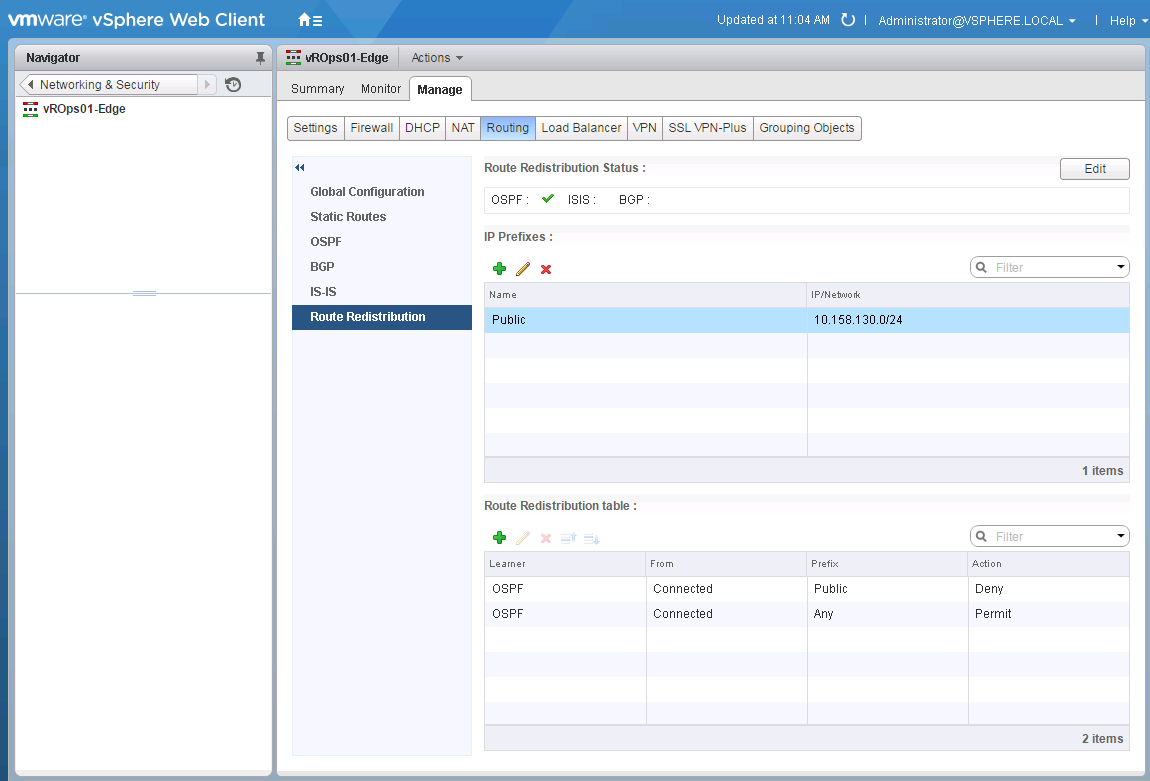 vmware® vSphere Web Client
Updated at 11:04 AM
Administrator@VSPHERE.LOCAL
Help
Navigator
Networking & Security
vROps01-Edge
vROps01-Edge
Actions
Summary Monitor Manage
Settings Firewall DHCP NAT Routing Load Balancer VPN SSL VPN-Plus Grouping Objects
Global Configuration
Static Routes
OSPF
BGP
IS-IS
Route Redistribution
Route Redistribution Status :
Edit
OSPF : ISIS : BGP :
IP Prefixes :
Filter
Name IP/Network
Public 10.158.130.0/24
1 items
Route Redistribution table :
Filter
Learner From Prefix Action
OSPF Connected Public Deny
OSPF Connected Any Permit
2 items